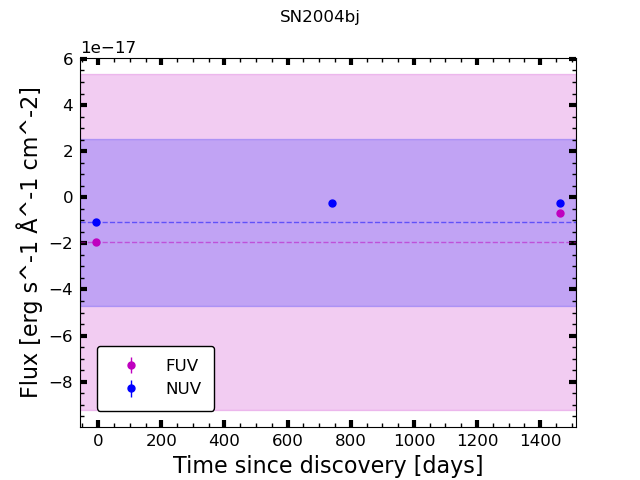 SN2004bj
1e−17
6
4
2
0
−2
−4
−6
−8
Flux [erg s^-1 Å^-1 cm^-2]
FUV
NUV
0 200 400 600 800 1000 1200 1400
Time since discovery [days]